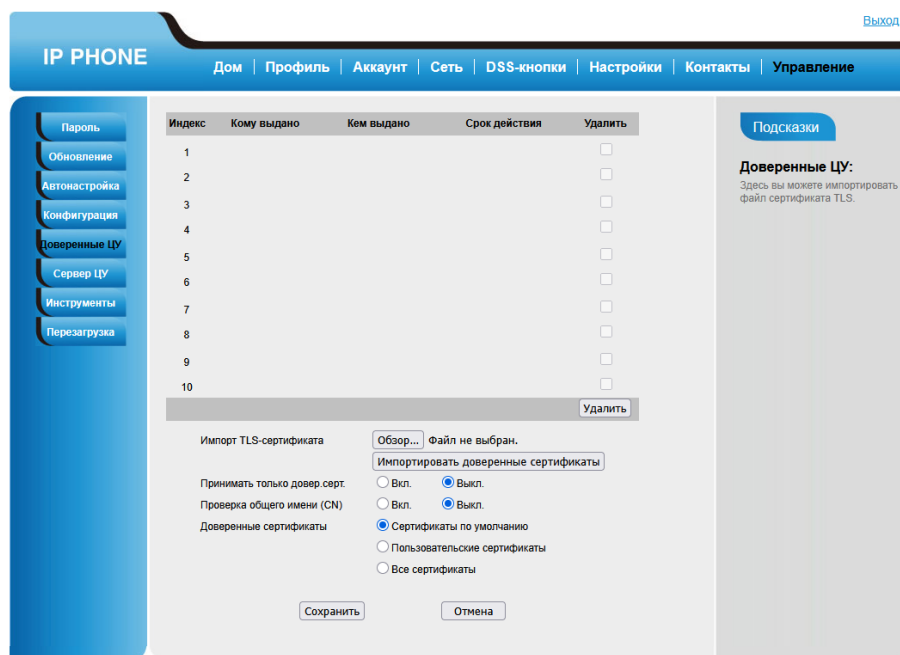 Выход
IP PHONE
Дом | Профиль | Аккаунт | Сеть | DSS-кнопки | Настройки | Контакты | Управление
Пароль
Обновление
Автонастройка
Конфигурация
Доверенные ЦУ
Сервер ЦУ
Инструменты
Перезагрузка
Индекс Кому выдано Кем выдано Срок действия Удалить
1
2
3
4
5
6
7
8
9
10
Удалить
Импорт TLS-сертификата Обзор... Файл не выбран.
Импортировать доверенные сертификаты
Принимать только довер.серт. Вкл. Выкл.
Проверка общего имени (CN) Вкл. Выкл.
Доверенные сертификаты Сертификаты по умолчанию
Пользовательские сертификаты
Все сертификаты
Сохранить Отмена
Подсказки
Доверенные ЦУ:
Здесь вы можете импортировать
файл сертификата TLS.